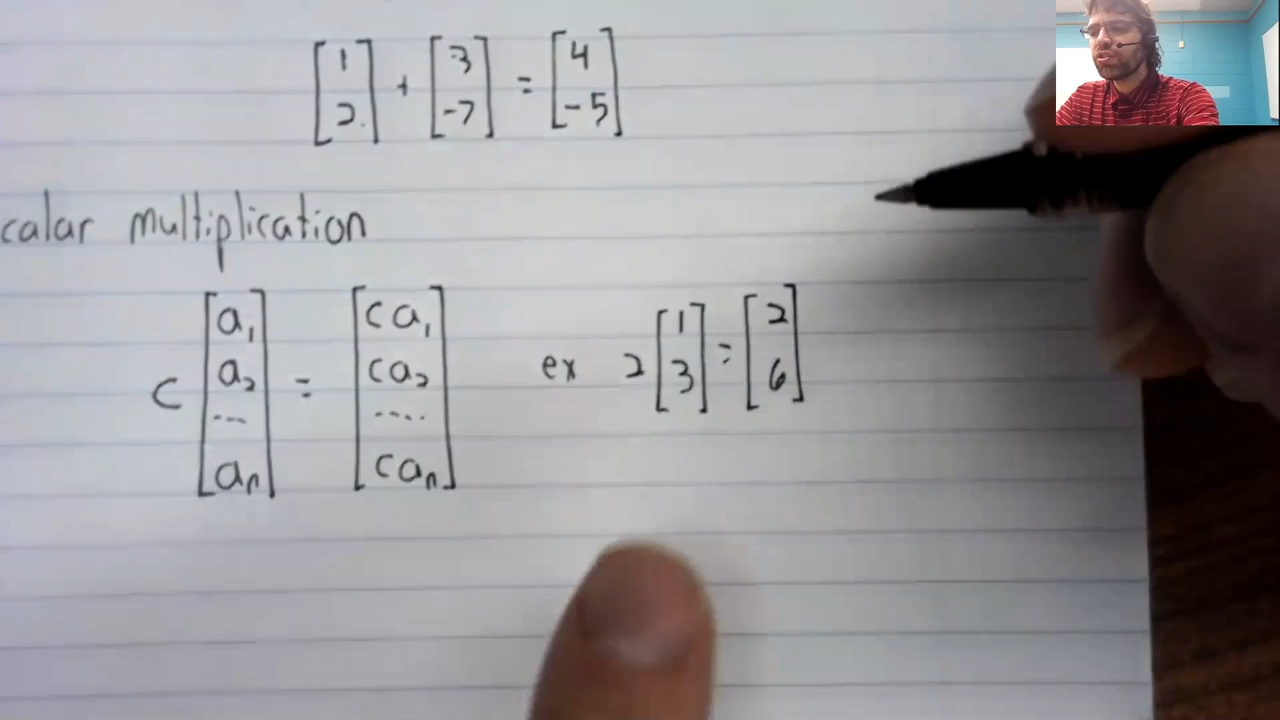 [1 2] + [3 -7] = [4 -5]
calar multiplication
c [a₁ a₂ ... aₙ] = [ca₁ ca₂ .... caₙ] ex 2 [1 3] = [2 6]